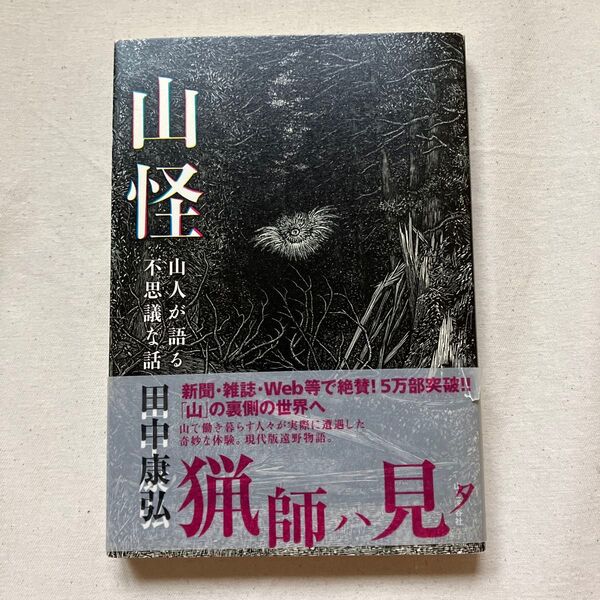 山怪
山人が語る
不思議な話
田中康弘
新聞・雑誌・Web等で絶賛！5万部突破!!
「山」の裏側の世界へ
山で働き暮らす人々が実際に遭遇した
奇妙な体験。現代版遠野物語。
猟師ハ見タ
社